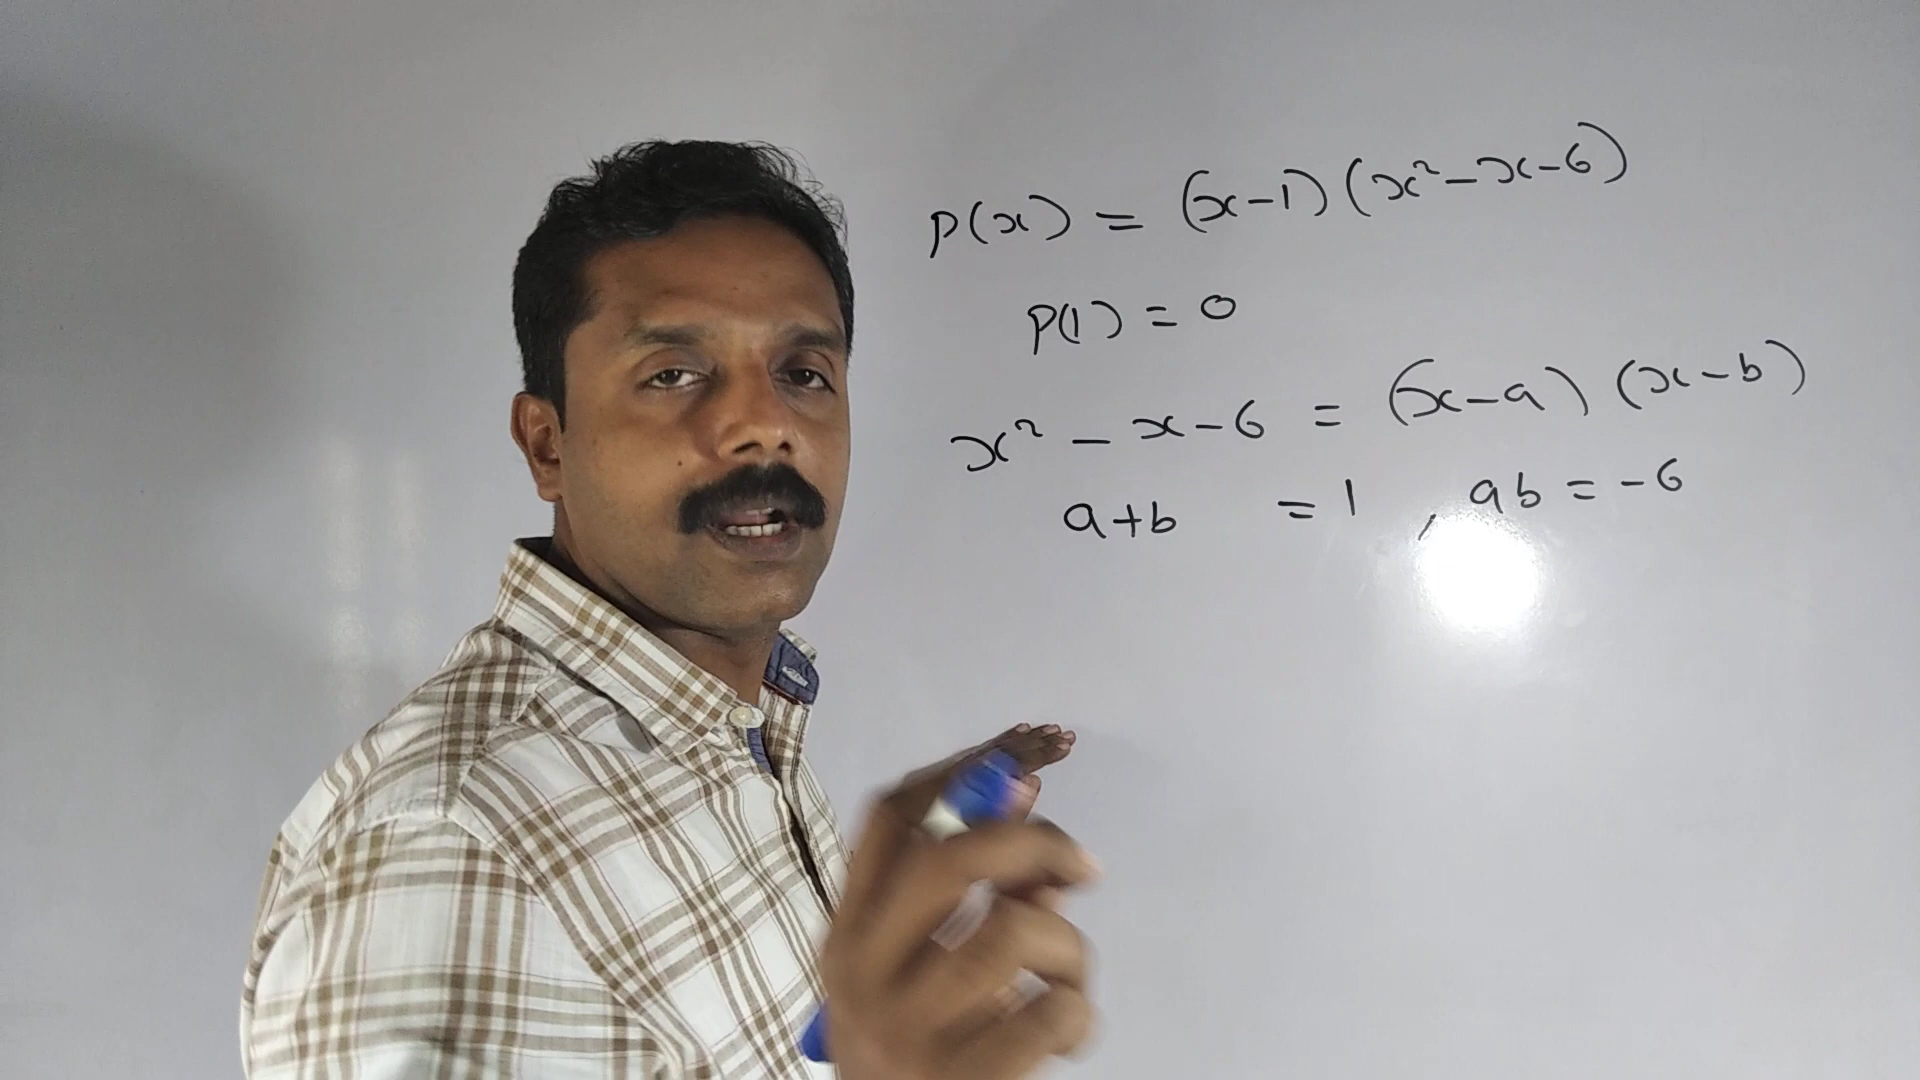 p(x) = (x-1) (x² - x - 6)
p(1) = 0
x² - x - 6 = (x-a) (x-b)
a+b = 1 , ab = -6